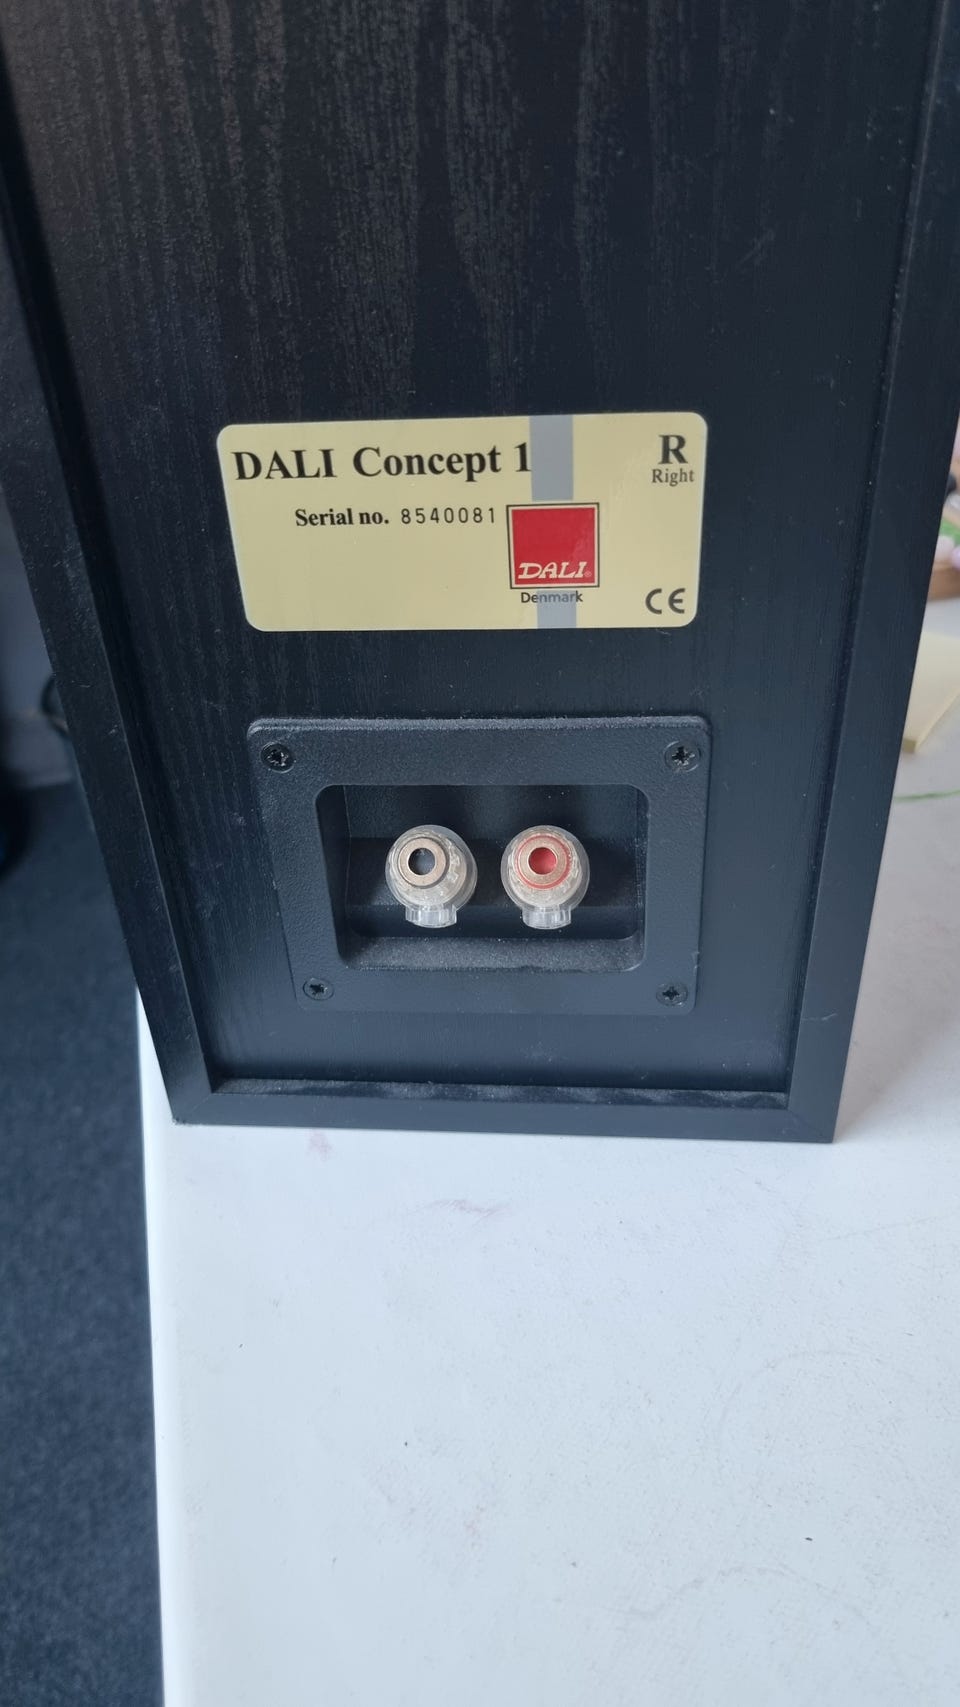 DALI Concept 1
R
Right
Serial no. 8540081
DALI®
Denmark
CE